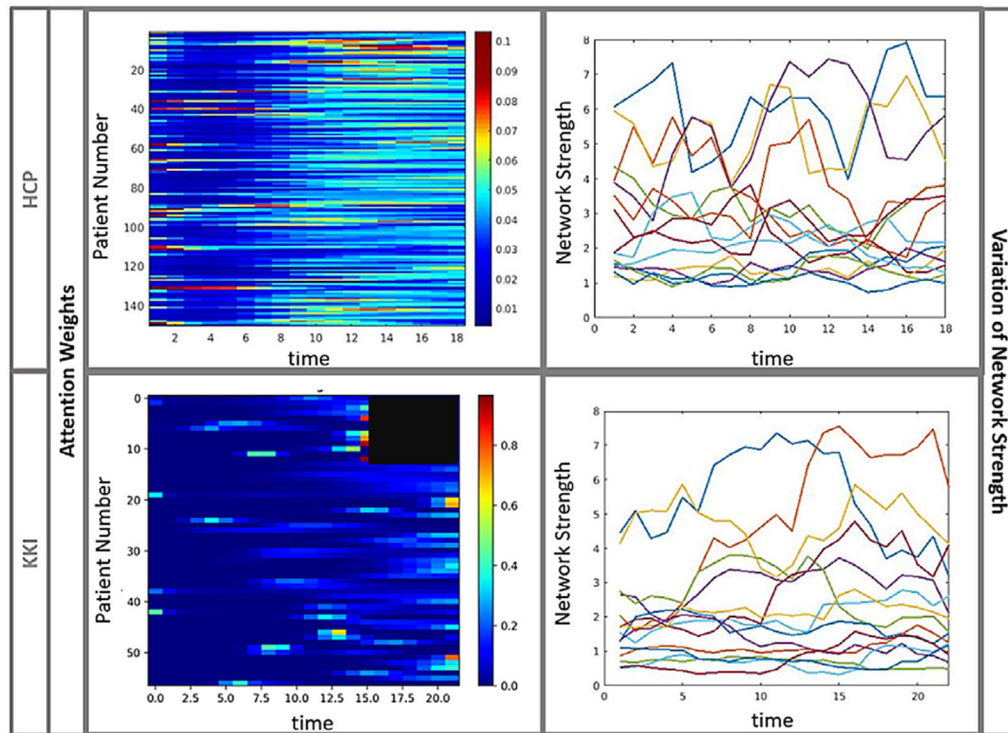 HCP
KKI
Attention Weights
Patient Number
20
40
60
80
100
120
140
2 4 6 8 10 12 14 16 18
time
0.1
0.09
0.08
0.07
0.06
0.05
0.04
0.03
0.02
0.01
Network Strength
8
7
6
5
4
3
2
1
0
0 2 4 6 8 10 12 14 16 18
time
Patient Number
0
10
20
30
40
50
0.0 2.5 5.0 7.5 10.0 12.5 15.0 17.5 20.0
time
0.8
0.6
0.4
0.2
0.0
Network Strength
8
7
6
5
4
3
2
1
0
0 5 10 15 20
time
Variation of Network Strength